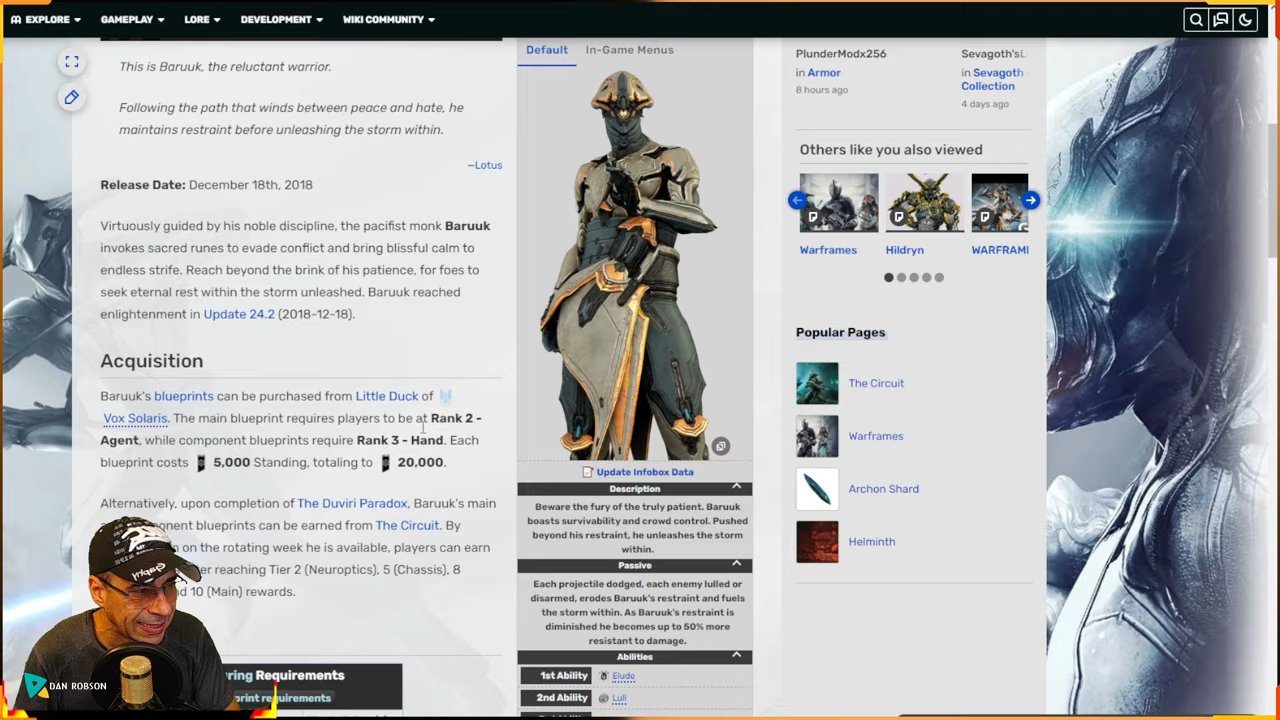 EXPLORE
GAMEPLAY
LORE
DEVELOPMENT
WIKI COMMUNITY
This is Baruuk, the reluctant warrior.
Following the path that winds between peace and hate, he
maintains restraint before unleashing the storm within.
—Lotus
Release Date: December 18th, 2018
Virtuously guided by his noble discipline, the pacifist monk Baruuk
invokes sacred runes to evade conflict and bring blissful calm to
endless strife. Reach beyond the brink of his patience, for foes to
seek eternal rest within the storm unleashed. Baruuk reached
enlightenment in Update 24.2 (2018-12-18).
Acquisition
Baruuk's blueprints can be purchased from Little Duck of
Vox Solaris. The main blueprint requires players to be at Rank 2 -
Agent, while component blueprints require Rank 3 - Hand. Each
blueprint costs 5,000 Standing, totaling to 20,000.
Alternatively, upon completion of The Duviri Paradox, Baruuk's main
component blueprints can be earned from The Circuit. By
on the rotating week he is available, players can earn
reaching Tier 2 (Neuroptics), 5 (Chassis), 8
10 (Main) rewards.
Requirements
requirements
DAN ROBSON
Default
In-Game Menus
Update Infobox Data
Description
Beware the fury of the truly patient. Baruuk
boasts survivability and crowd control. Pushed
beyond his restraint, he unleashes the storm
within.
Passive
Each projectile dodged, each enemy lulled or
disarmed, erodes Baruuk's restraint and fuels
the storm within. As Baruuk's restraint is
diminished he becomes up to 50% more
resistant to damage.
Abilities
1st Ability
Elude
2nd Ability
Lull
PlunderModx256
in Armor
8 hours ago
Sevagoth'sL
in Sevagoth
Collection
4 days ago
Others like you also viewed
Warframes
Hildryn
WARFRAM
Popular Pages
The Circuit
Warframes
Archon Shard
Helminth